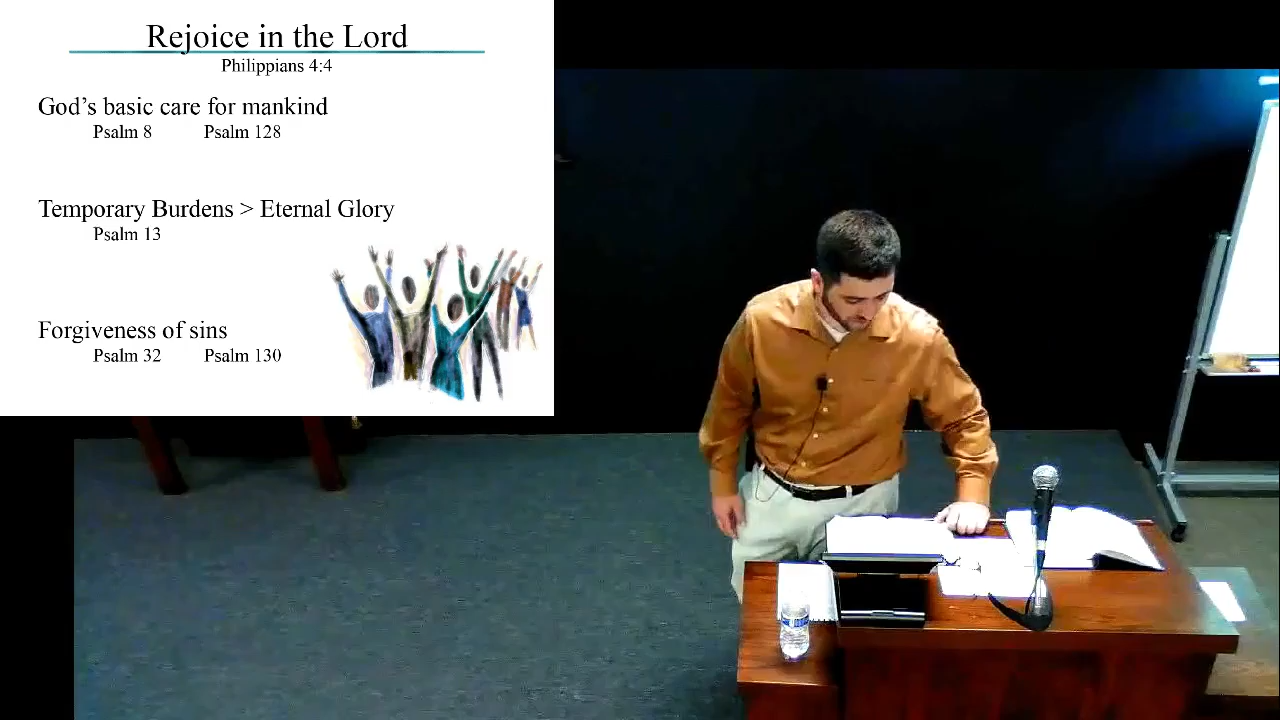 Rejoice in the Lord
Philippians 4:4
God's basic care for mankind
Psalm 8 Psalm 128
Temporary Burdens > Eternal Glory
Psalm 13
Forgiveness of sins
Psalm 32 Psalm 130